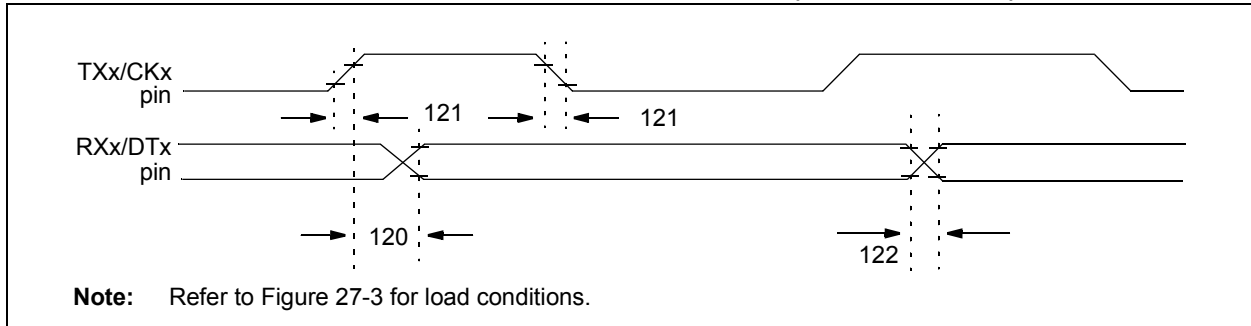 TXx/CKx
pin
121
121
RXx/DTx
pin
120
122
Note: Refer to Figure 27-3 for load conditions.